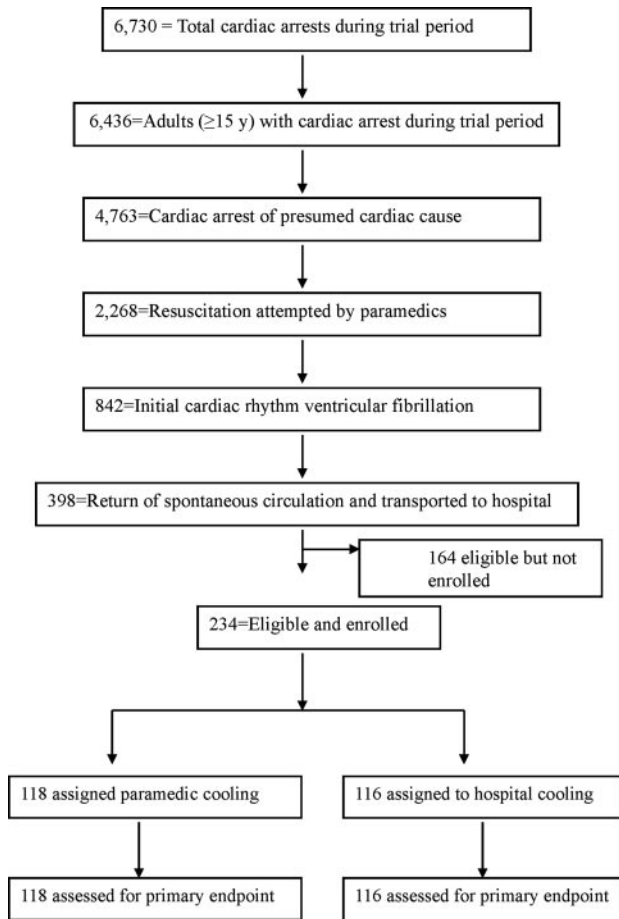 6,730 = Total cardiac arrests during trial period
6,436=Adults (≥15 y) with cardiac arrest during trial period
4,763=Cardiac arrest of presumed cardiac cause
2,268=Resuscitation attempted by paramedics
842=Initial cardiac rhythm ventricular fibrillation
398=Return of spontaneous circulation and transported to hospital
164 eligible but not
enrolled
234=Eligible and enrolled
118 assigned paramedic cooling
116 assigned to hospital cooling
118 assessed for primary endpoint
116 assessed for primary endpoint